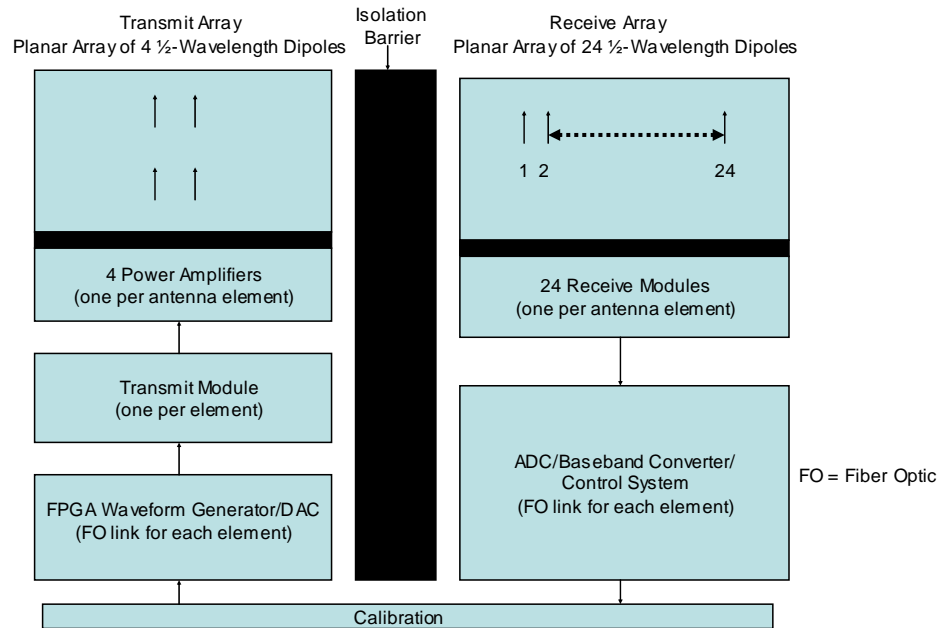 Transmit Array
Planar Array of 4 ½-Wavelength Dipoles
Isolation
Barrier
Receive Array
Planar Array of 24 ½-Wavelength Dipoles
1 2 24
4 Power Amplifiers
(one per antenna element)
24 Receive Modules
(one per antenna element)
Transmit Module
(one per element)
FPGA Waveform Generator/DAC
(FO link for each element)
ADC/Baseband Converter/
Control System
(FO link for each element)
FO = Fiber Optic
Calibration